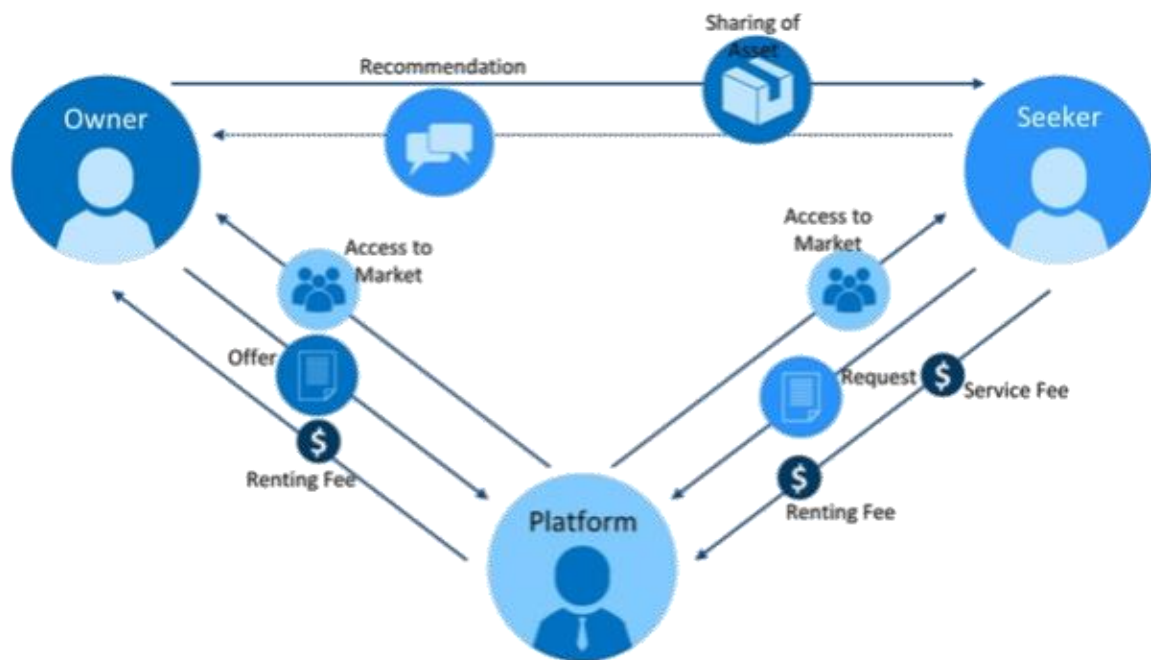 Sharing of
Asset
Recommendation
Owner
Seeker
Access to
Market
Access to
Market
Offer
$
Renting Fee
Request
$
Service Fee
$
Renting Fee
Platform